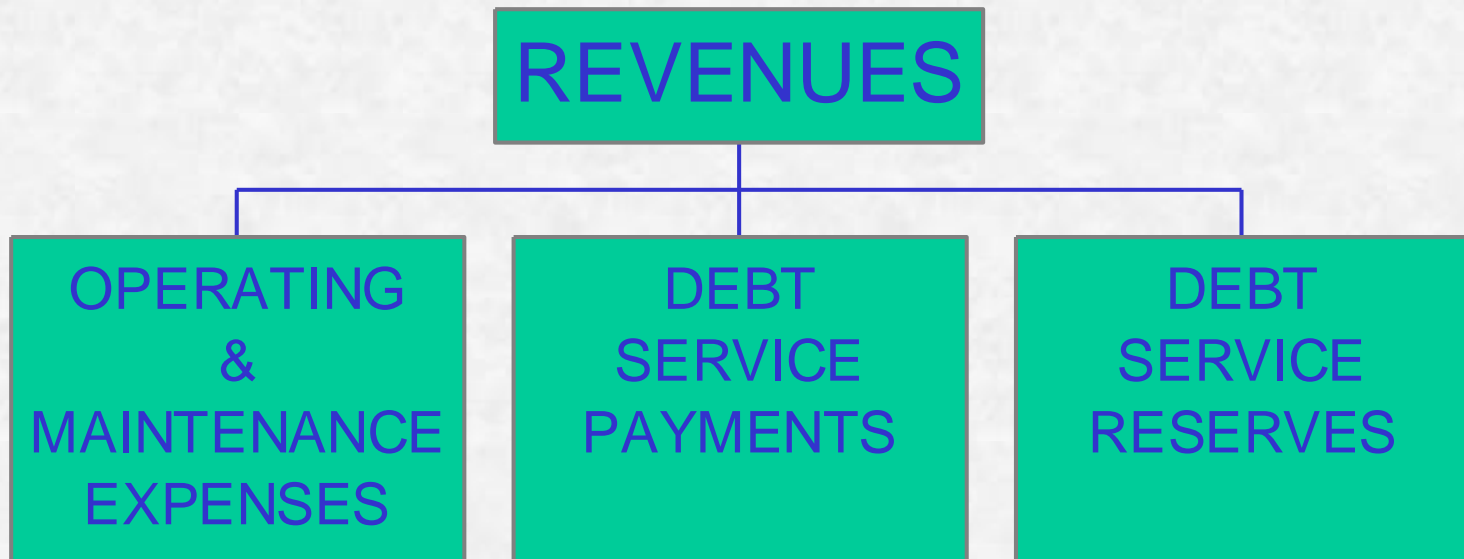 REVENUES
OPERATING
&
MAINTENANCE
EXPENSES
DEBT
SERVICE
PAYMENTS
DEBT
SERVICE
RESERVES